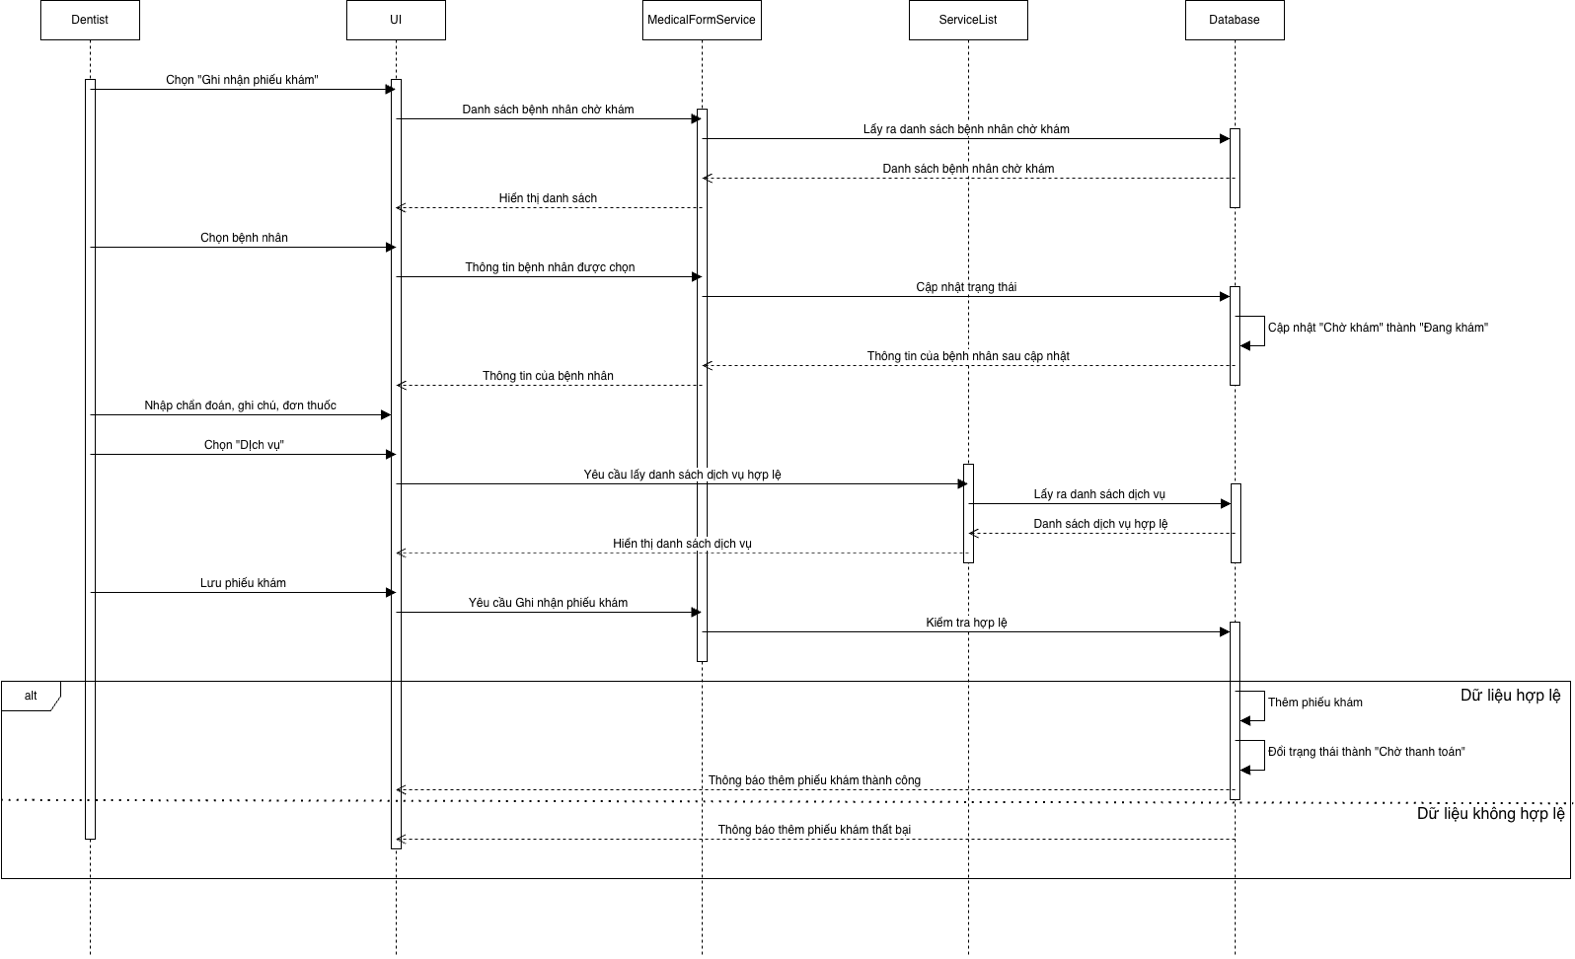 Dentist
UI
MedicalFormService
ServiceList
Database
Chọn "Ghi nhận phiếu khám"
Danh sách bệnh nhân chờ khám
Lấy ra danh sách bệnh nhân chờ khám
Danh sách bệnh nhân chờ khám
Hiển thị danh sách
Chọn bệnh nhân
Thông tin bệnh nhân được chọn
Cập nhật trạng thái
Cập nhật "Chờ khám" thành "Đang khám"
Thông tin của bệnh nhân sau cập nhật
Thông tin của bệnh nhân
Nhập chẩn đoán, ghi chú, đơn thuốc
Chọn "Dịch vụ"
Yêu cầu lấy danh sách dịch vụ hợp lệ
Lấy ra danh sách dịch vụ
Danh sách dịch vụ hợp lệ
Hiển thị danh sách dịch vụ
Lưu phiếu khám
Yêu cầu Ghi nhận phiếu khám
Kiểm tra hợp lệ
alt
Dữ liệu hợp lệ
Thêm phiếu khám
Đổi trạng thái thành "Chờ thanh toán"
Thông báo thêm phiếu khám thành công
Dữ liệu không hợp lệ
Thông báo thêm phiếu khám thất bại